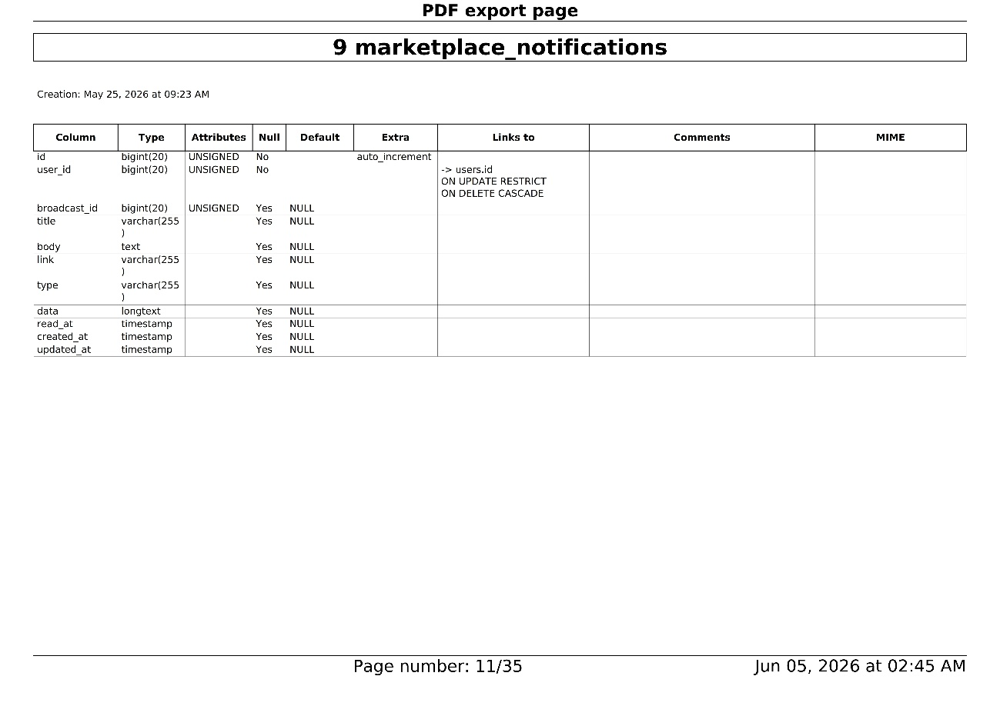 PDF export page
9 marketplace_notifications
Creation: May 25, 2026 at 09:23 AM
Column Type Attributes Null Default Extra Links to Comments MIME
id bigint(20) UNSIGNED No auto_increment
user_id bigint(20) UNSIGNED No -> users.id
ON UPDATE RESTRICT
ON DELETE CASCADE
broadcast_id bigint(20) UNSIGNED Yes NULL
title varchar(255 Yes NULL
)
body text Yes NULL
link varchar(255 Yes NULL
)
type varchar(255 Yes NULL
)
data longtext Yes NULL
read_at timestamp Yes NULL
created_at timestamp Yes NULL
updated_at timestamp Yes NULL
Page number: 11/35 Jun 05, 2026 at 02:45 AM